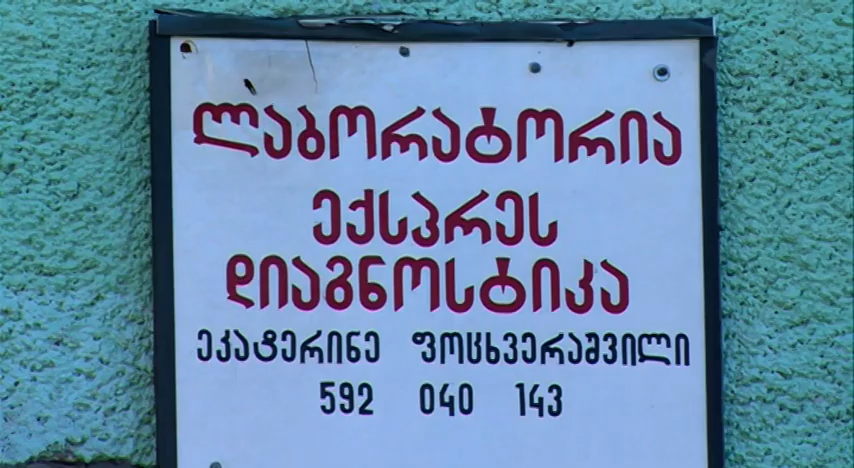 ლაბორატორია
ექსპრეს
დიაგნოსტიკა
ეკატერინე ფოცხვერაშვილი
592 040 143